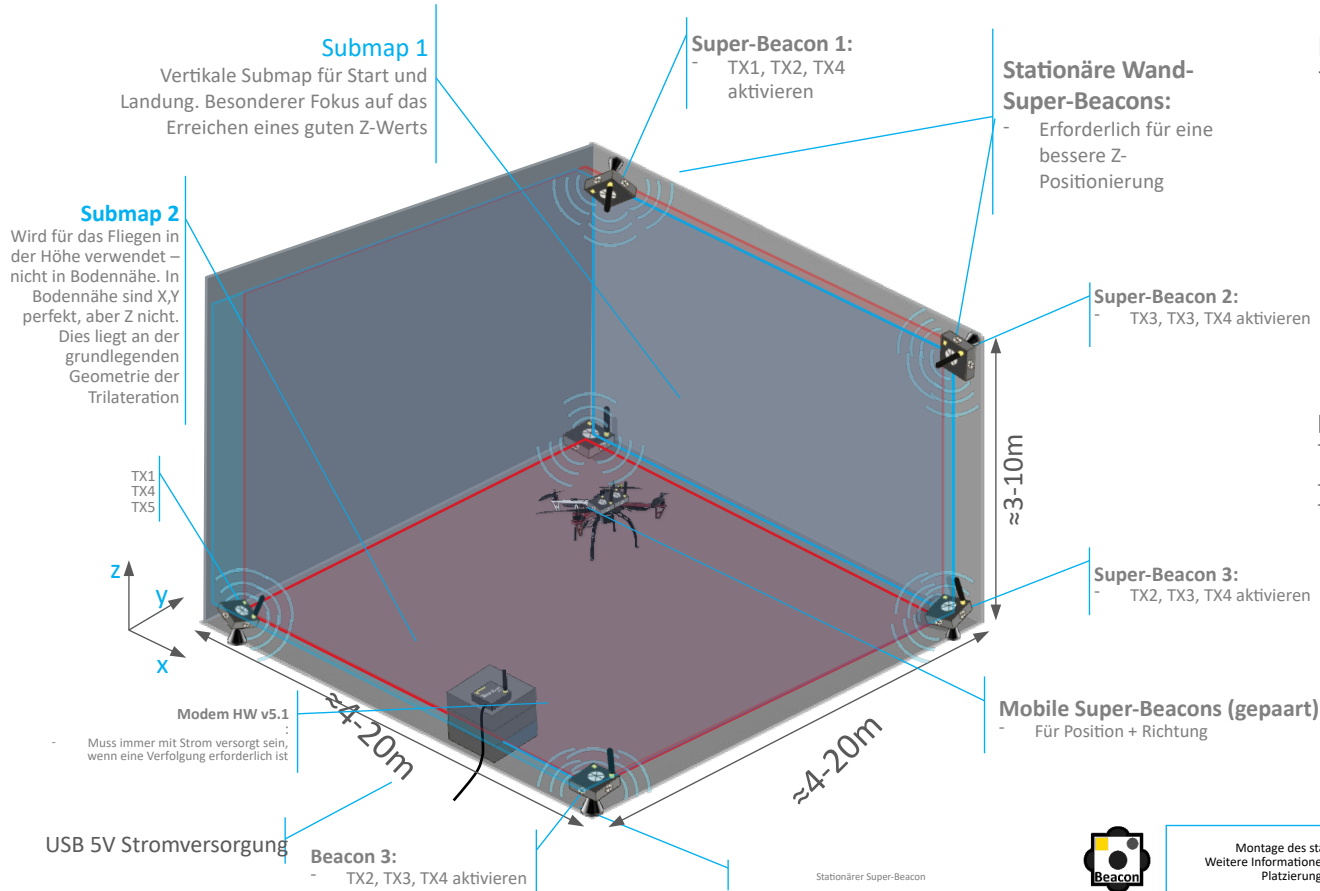 Submap 1
Vertikale Submap für Start und
Landung. Besonderer Fokus auf das
Erreichen eines guten Z-Werts
Super-Beacon 1:
- TX1, TX2, TX4
aktivieren
Stationäre Wand-
Super-Beacons:
- Erforderlich für eine
bessere Z-
Positionierung
Submap 2
Wird für das Fliegen in
der Höhe verwendet –
nicht in Bodennähe. In
Bodennähe sind X,Y
perfekt, aber Z nicht.
Dies liegt an der
grundlegenden
Geometrie der
Trilateration
Super-Beacon 2:
- TX3, TX3, TX4 aktivieren
TX1
TX4
TX5
≈3-10m
Super-Beacon 3:
- TX2, TX3, TX4 aktivieren
z
y
x
Modem HW v5.1
:
- Muss immer mit Strom versorgt sein,
wenn eine Verfolgung erforderlich ist
≈4-20m
≈4-20m
Mobile Super-Beacons (gepaart)
- Für Position + Richtung
USB 5V Stromversorgung
Beacon 3:
- TX2, TX3, TX4 aktivieren
Stationärer Super-Beacon
Beacon
Montage des
Weitere
Platzierung